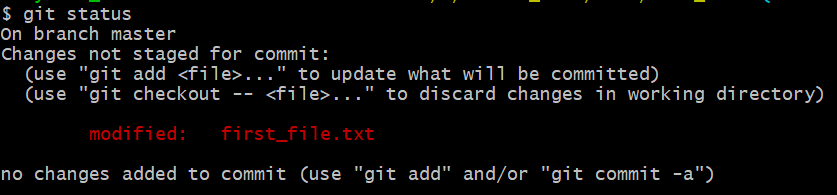 $ git status
On branch master
Changes not staged for commit:
  (use "git add <file>..." to update what will be committed)
  (use "git checkout -- <file>..." to discard changes in working directory)
        modified:   first_file.txt
no changes added to commit (use "git add" and/or "git commit -a")